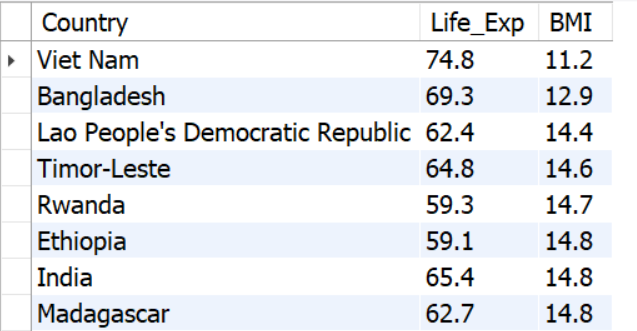 Country Life_Exp BMI
Viet Nam 74.8 11.2
Bangladesh 69.3 12.9
Lao People's Democratic Republic 62.4 14.4
Timor-Leste 64.8 14.6
Rwanda 59.3 14.7
Ethiopia 59.1 14.8
India 65.4 14.8
Madagascar 62.7 14.8